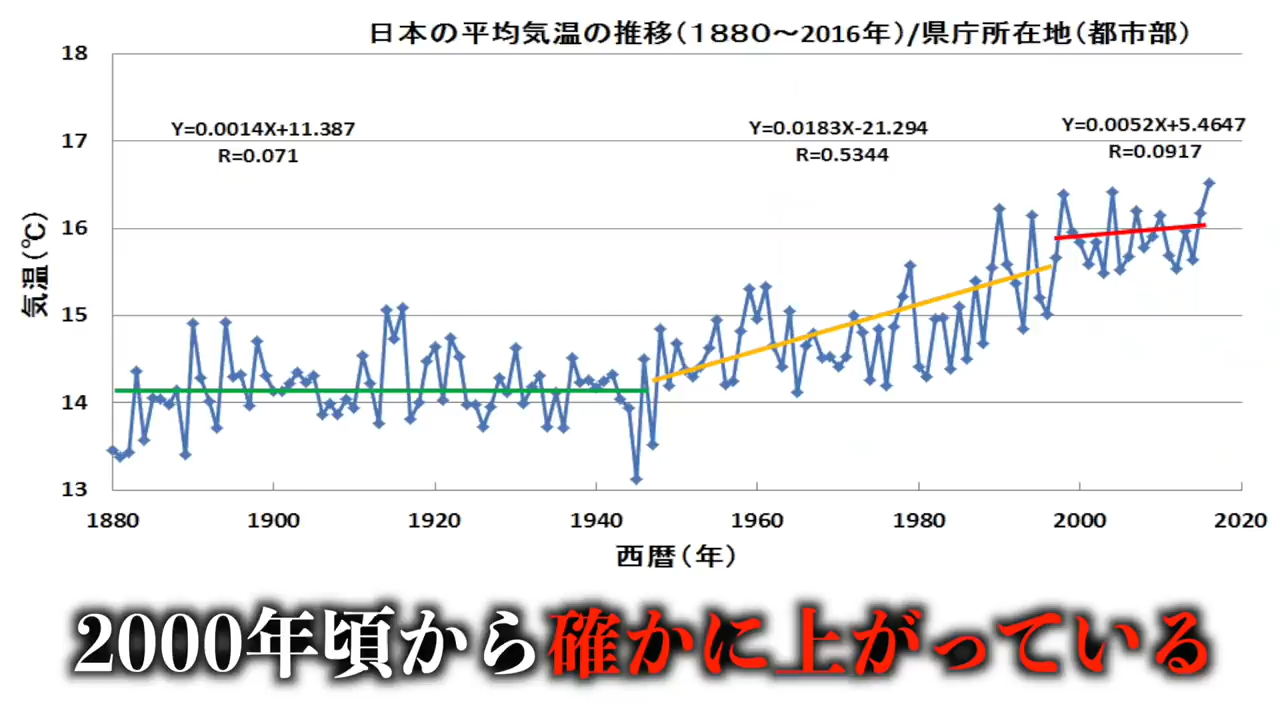 日本の平均気温の推移(1880～2016年)/県庁所在地(都市部)
18
17
16
15
14
13
気温(℃)
Y=0.0014X+11.387
R=0.071
Y=0.0183X-21.294
R=0.5344
Y=0.0052X+5.4647
R=0.0917
1880 1900 1920 1940 1960 1980 2000 2020
西暦(年)
2000年頃から確かに上がっている